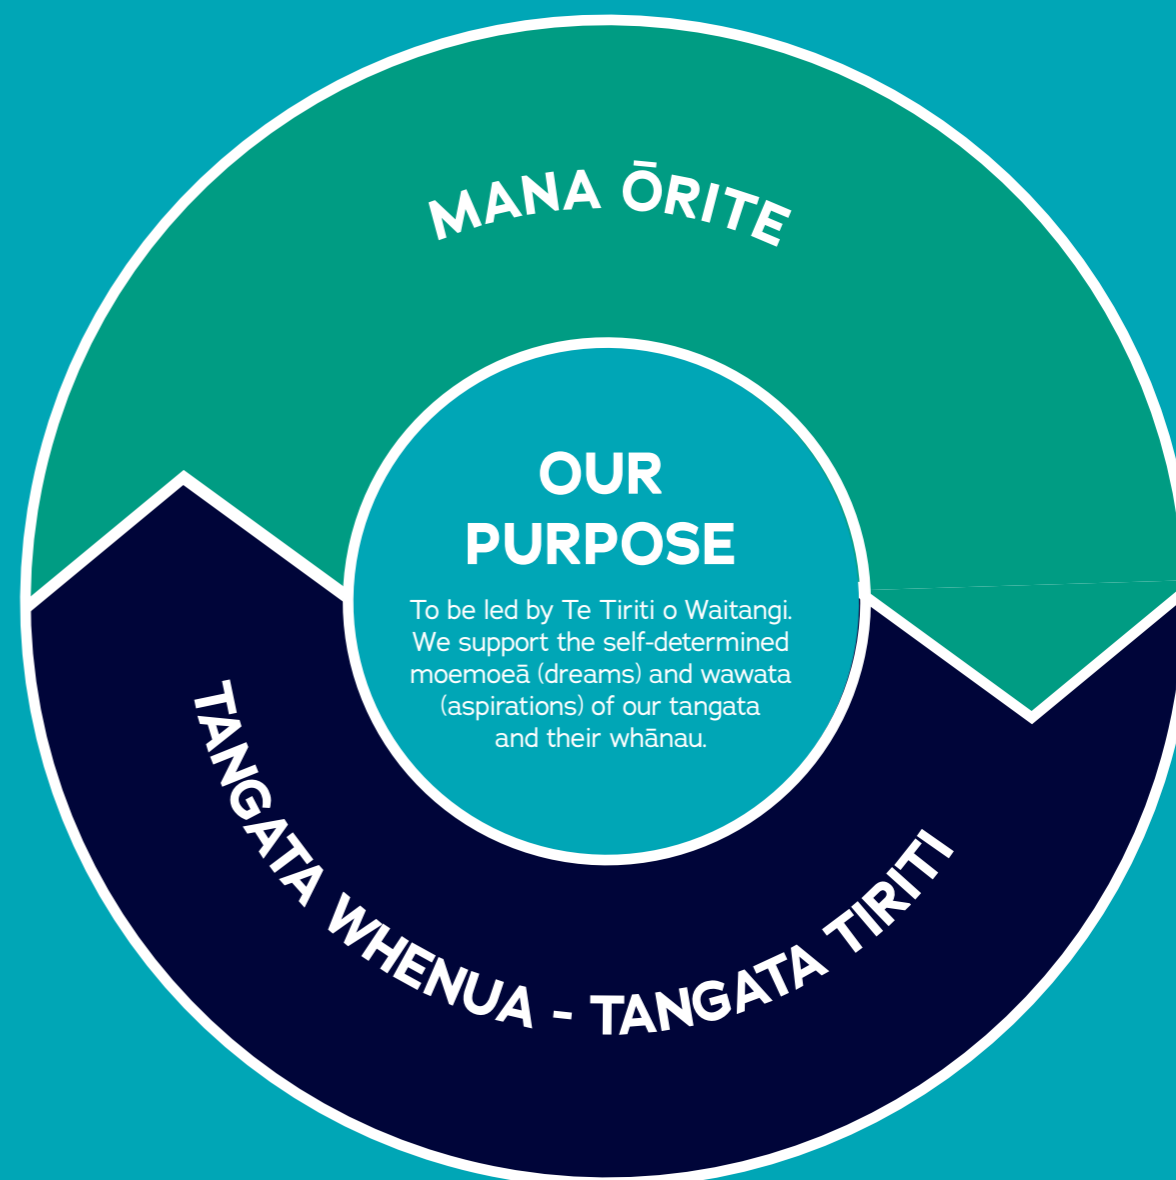 MANA ŌRITE
OUR
PURPOSE
To be led by Te Tiriti o Waitangi.
We support the self-determined
moemoeā (dreams) and wawata
(aspirations) of our tangata
and their whānau.
TANGATA WHENUA - TANGATA TIRITI